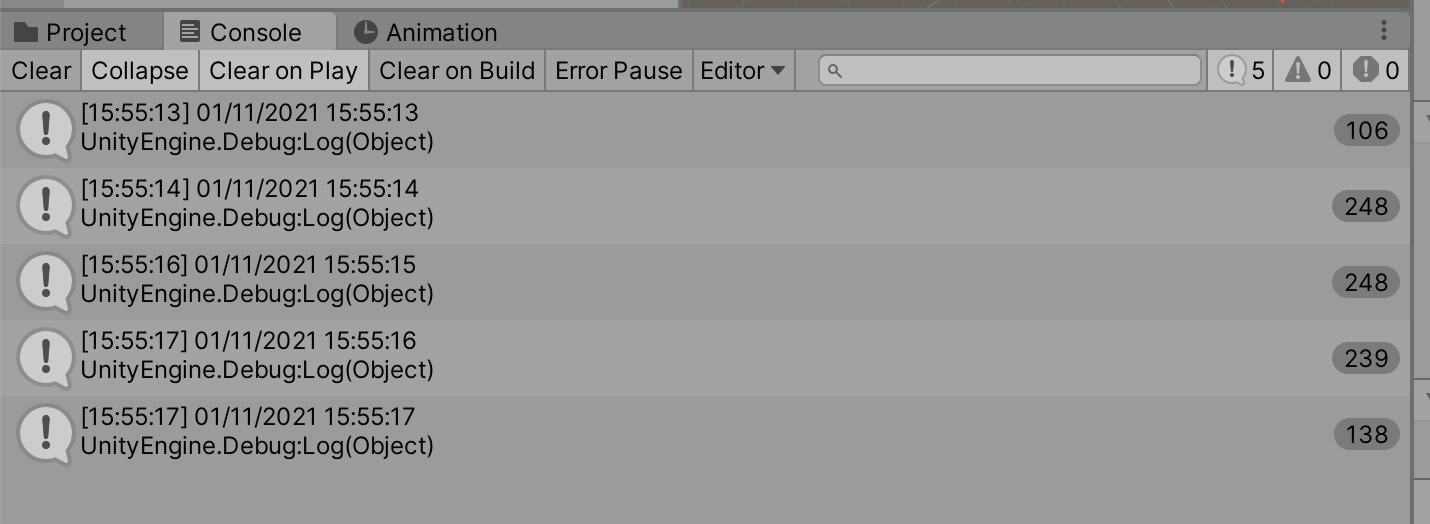 Project Console Animation
Clear Collapse Clear on Play Clear on Build Error Pause Editor 5 0 0
[15:55:13] 01/11/2021 15:55:13
UnityEngine.Debug:Log(Object)
106
[15:55:14] 01/11/2021 15:55:14
UnityEngine.Debug:Log(Object)
248
[15:55:16] 01/11/2021 15:55:15
UnityEngine.Debug:Log(Object)
248
[15:55:17] 01/11/2021 15:55:16
UnityEngine.Debug:Log(Object)
239
[15:55:17] 01/11/2021 15:55:17
UnityEngine.Debug:Log(Object)
138